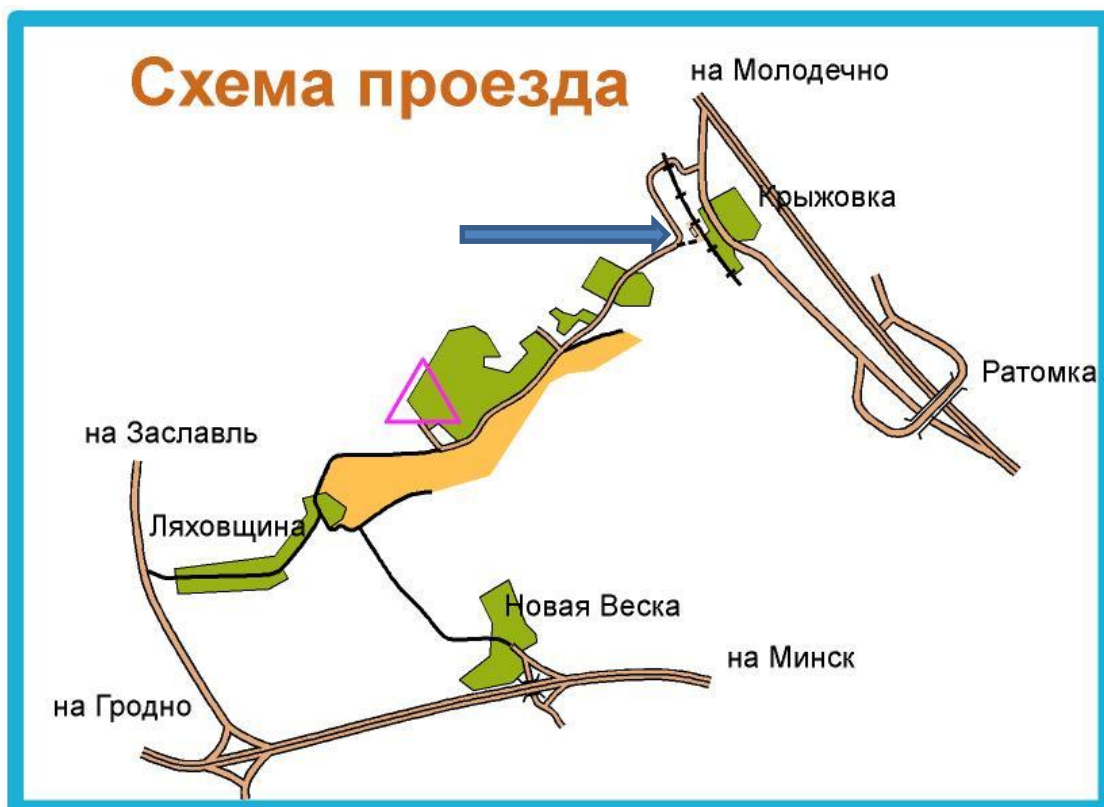 Схема проезда
на Молодечно
Крыжовка
Ратомка
на Заславль
Ляховщина
Новая Веска
на Минск
на Гродно